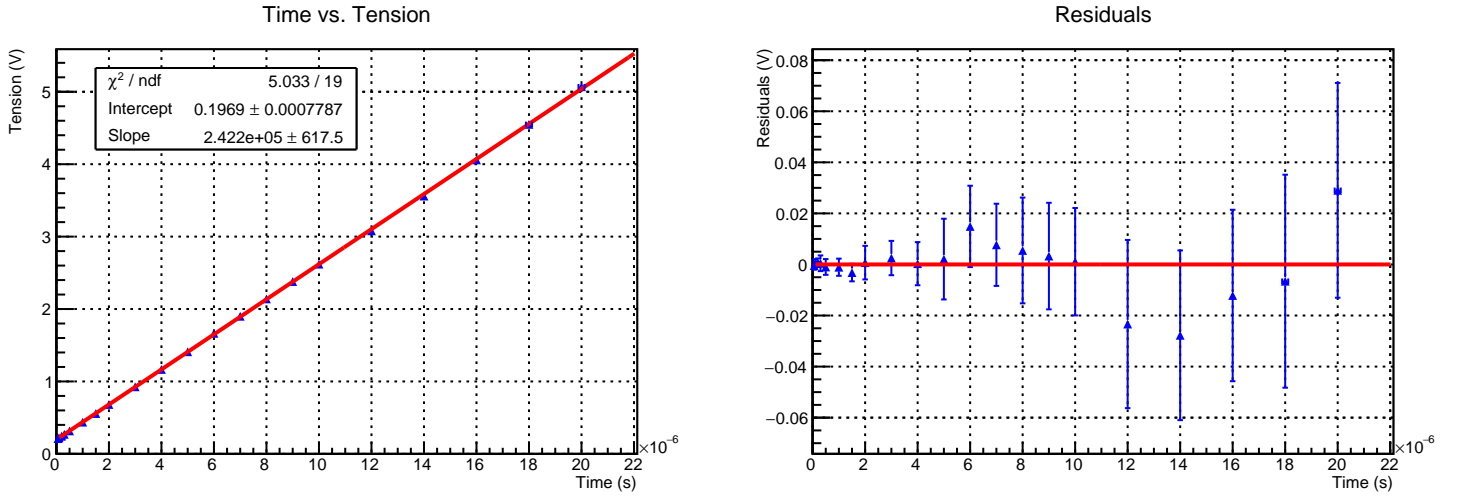 Time vs. Tension
Tension (V)
χ² / ndf 5.033 / 19
Intercept 0.1969 ± 0.0007787
Slope 2.422e+05 ± 617.5
5
4
3
2
1
0
0 2 4 6 8 10 12 14 16 18 20 22
×10⁻⁶
Time (s)
Residuals
Residuals (V)
0.08
0.06
0.04
0.02
0
−0.02
−0.04
−0.06
0 2 4 6 8 10 12 14 16 18 20 22
×10⁻⁶
Time (s)